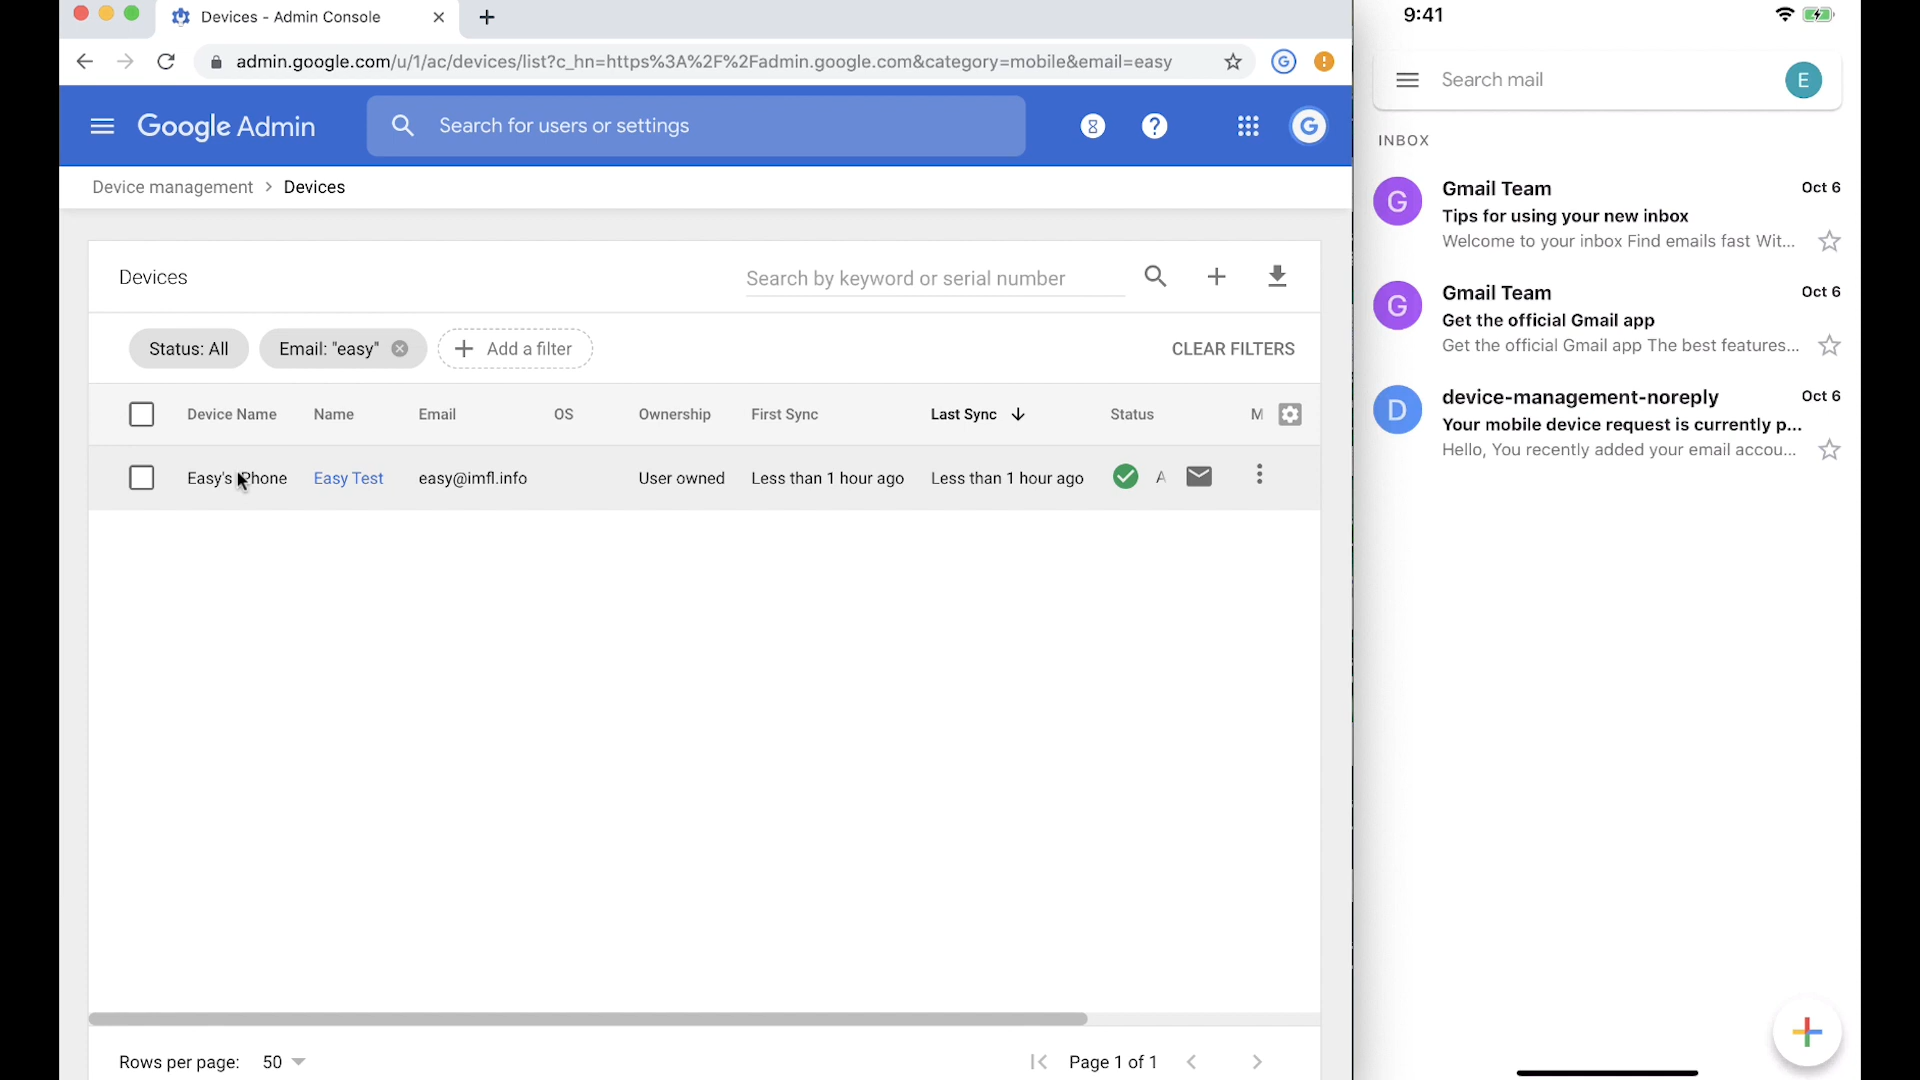 Devices - Admin Console
admin.google.com/u/1/ac/devices/list?c_hn=https%3A%2F%2Fadmin.google.com&category=mobile&email=easy
G
Google Admin
Search for users or settings
G
Device management > Devices
Devices
Search by keyword or serial number
Status: All
Email: "easy"
Add a filter
CLEAR FILTERS
Device Name Name Email OS Ownership First Sync Last Sync Status M
Easy's Phone Easy Test easy@imfl.info User owned Less than 1 hour ago Less than 1 hour ago A
Rows per page: 50
Page 1 of 1
9:41
Search mail
E
INBOX
G
Gmail Team Oct 6
Tips for using your new inbox
Welcome to your inbox Find emails fast Wit...
G
Gmail Team Oct 6
Get the official Gmail app
Get the official Gmail app The best features...
D
device-management-noreply Oct 6
Your mobile device request is currently p...
Hello, You recently added your email accou...